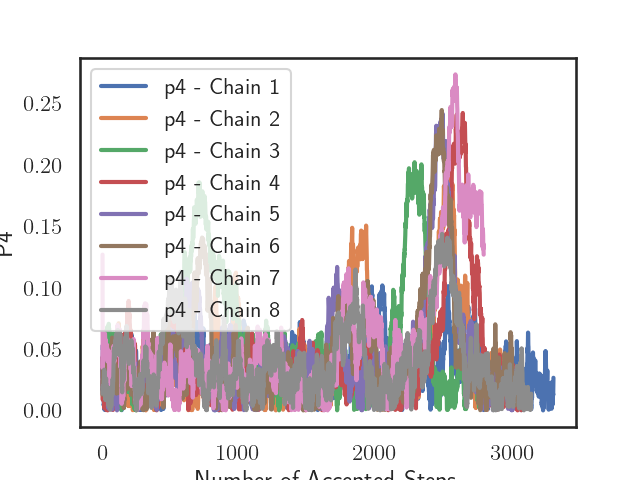 p4 - Chain 1
p4 - Chain 2
p4 - Chain 3
p4 - Chain 4
p4 - Chain 5
p4 - Chain 6
p4 - Chain 7
p4 - Chain 8
0.25
0.20
0.15
0.10
0.05
0.00
P4
0 1000 2000 3000
Number of Accepted Steps